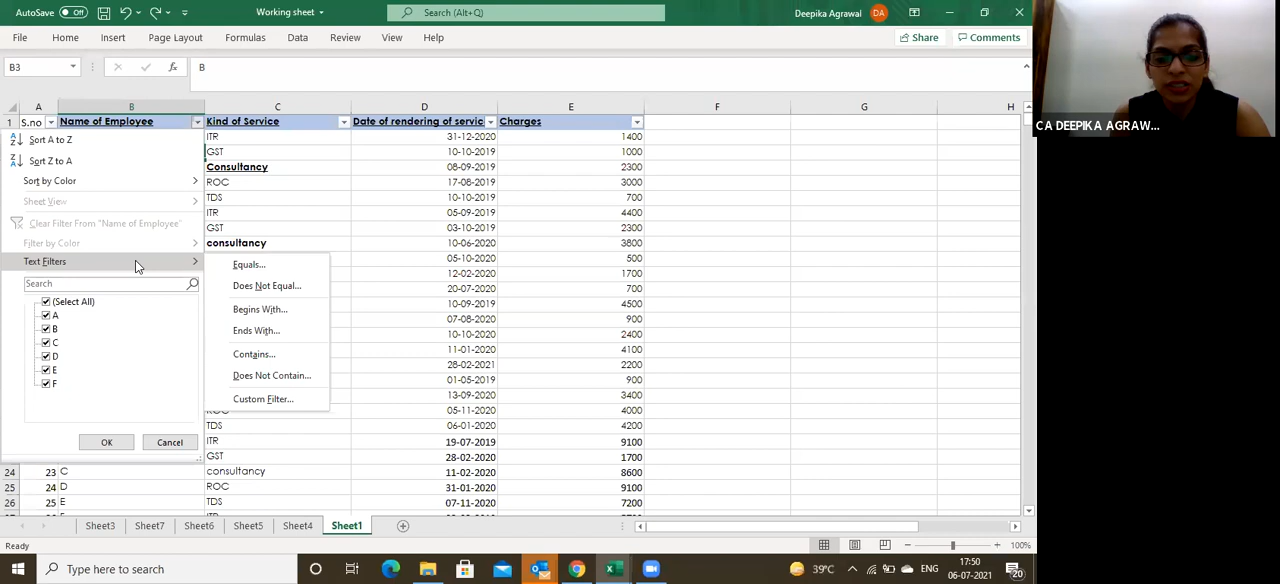 AutoSave Off
Working sheet
Search (Alt+Q)
Deepika Agrawal DA
File Home Insert Page Layout Formulas Data Review View Help
Share Comments
B3 fx B
A B C D E F G H
1 S.no Name of Employee Kind of Service Date of rendering of servic Charges
ITR 31-12-2020 1400
GST 10-10-2019 1000
Consultancy 08-09-2019 2300
ROC 17-08-2019 3000
TDS 10-10-2019 700
ITR 05-09-2019 4400
GST 03-10-2019 2300
consultancy 10-06-2020 3800
05-10-2020 500
12-02-2020 1700
20-07-2020 700
10-09-2019 4500
07-08-2020 900
10-10-2020 2400
11-01-2020 4100
28-02-2021 2200
01-05-2019 900
13-09-2020 3400
05-11-2020 4000
TDS 06-01-2020 4200
ITR 19-07-2019 9100
GST 28-02-2020 1700
24 23 C consultancy 11-02-2020 8600
25 24 D ROC 31-01-2020 9100
26 25 E TDS 07-11-2020 7200
Sort A to Z
Sort Z to A
Sort by Color
Sheet View
Clear Filter From "Name of Employee"
Filter by Color
Text Filters
Search
(Select All)
A
B
C
D
E
F
OK Cancel
Equals...
Does Not Equal...
Begins With...
Ends With...
Contains...
Does Not Contain...
Custom Filter...
Sheet3 Sheet7 Sheet6 Sheet5 Sheet4 Sheet1
Ready
100%
Type here to search
39°C ENG
17:50
06-07-2021
20
CA DEEPIKA AGRAW...